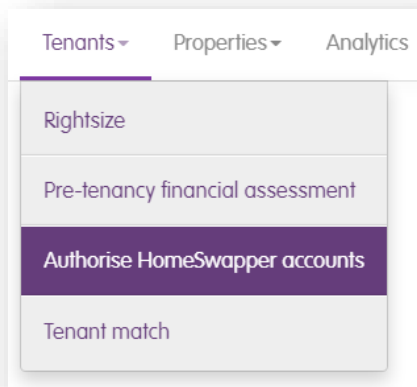 Tenants Properties Analytics
Rightsize
Pre-tenancy financial assessment
Authorise HomeSwapper accounts
Tenant match